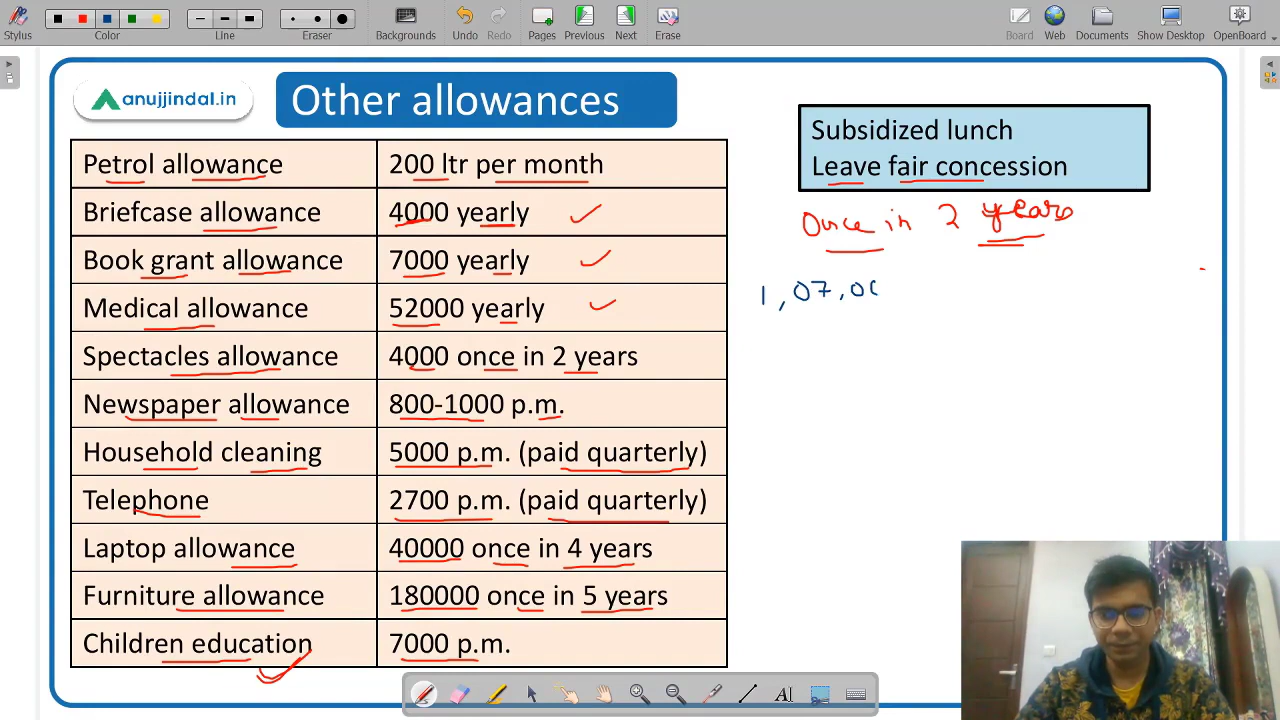 Stylus
Color
Line
Eraser
Backgrounds
Undo
Redo
Pages
Previous
Next
Erase
Board
Web
Documents
Show Desktop
OpenBoard
anujjindal.in
Other allowances
Petrol allowance 200 ltr per month
Briefcase allowance 4000 yearly
Book grant allowance 7000 yearly
Medical allowance 52000 yearly
Spectacles allowance 4000 once in 2 years
Newspaper allowance 800-1000 p.m.
Household cleaning 5000 p.m. (paid quarterly)
Telephone 2700 p.m. (paid quarterly)
Laptop allowance 40000 once in 4 years
Furniture allowance 180000 once in 5 years
Children education 7000 p.m.
Subsidized lunch
Leave fair concession
Once in 2 years
1,07,00